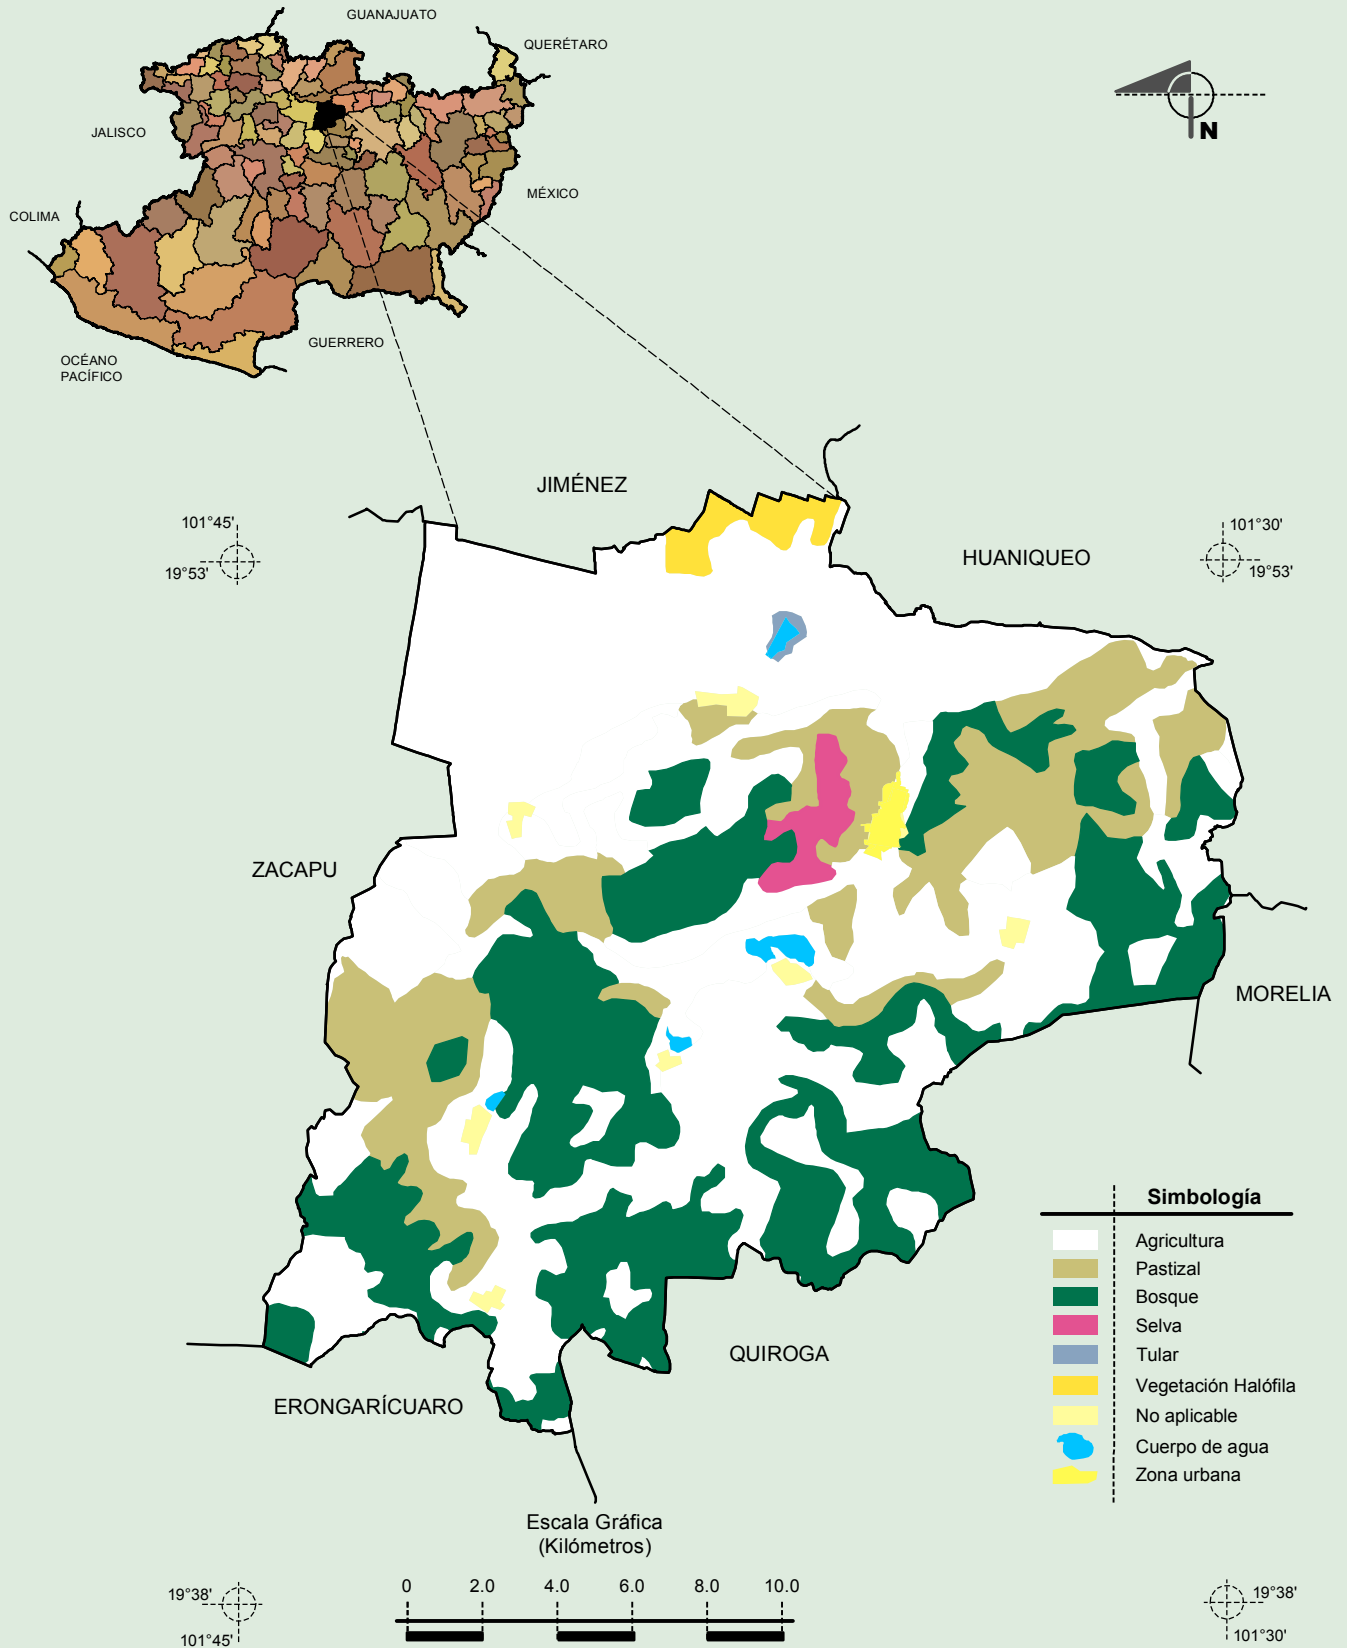 GUANAJUATO
QUERÉTARO
JALISCO
N
MÉXICO
COLIMA
GUERRERO
OCÉANO
PACÍFICO
JIMÉNEZ
101°45'
19°53'
101°30'
19°53'
HUANIQUEO
ZACAPU
MORELIA
QUIROGA
ERONGARÍCUARO
Simbología
Agricultura
Pastizal
Bosque
Selva
Tular
Vegetación Halófila
No aplicable
Cuerpo de agua
Zona urbana
Escala Gráfica
(Kilómetros)
0 2.0 4.0 6.0 8.0 10.0
19°38'
101°45'
19°38'
101°30'